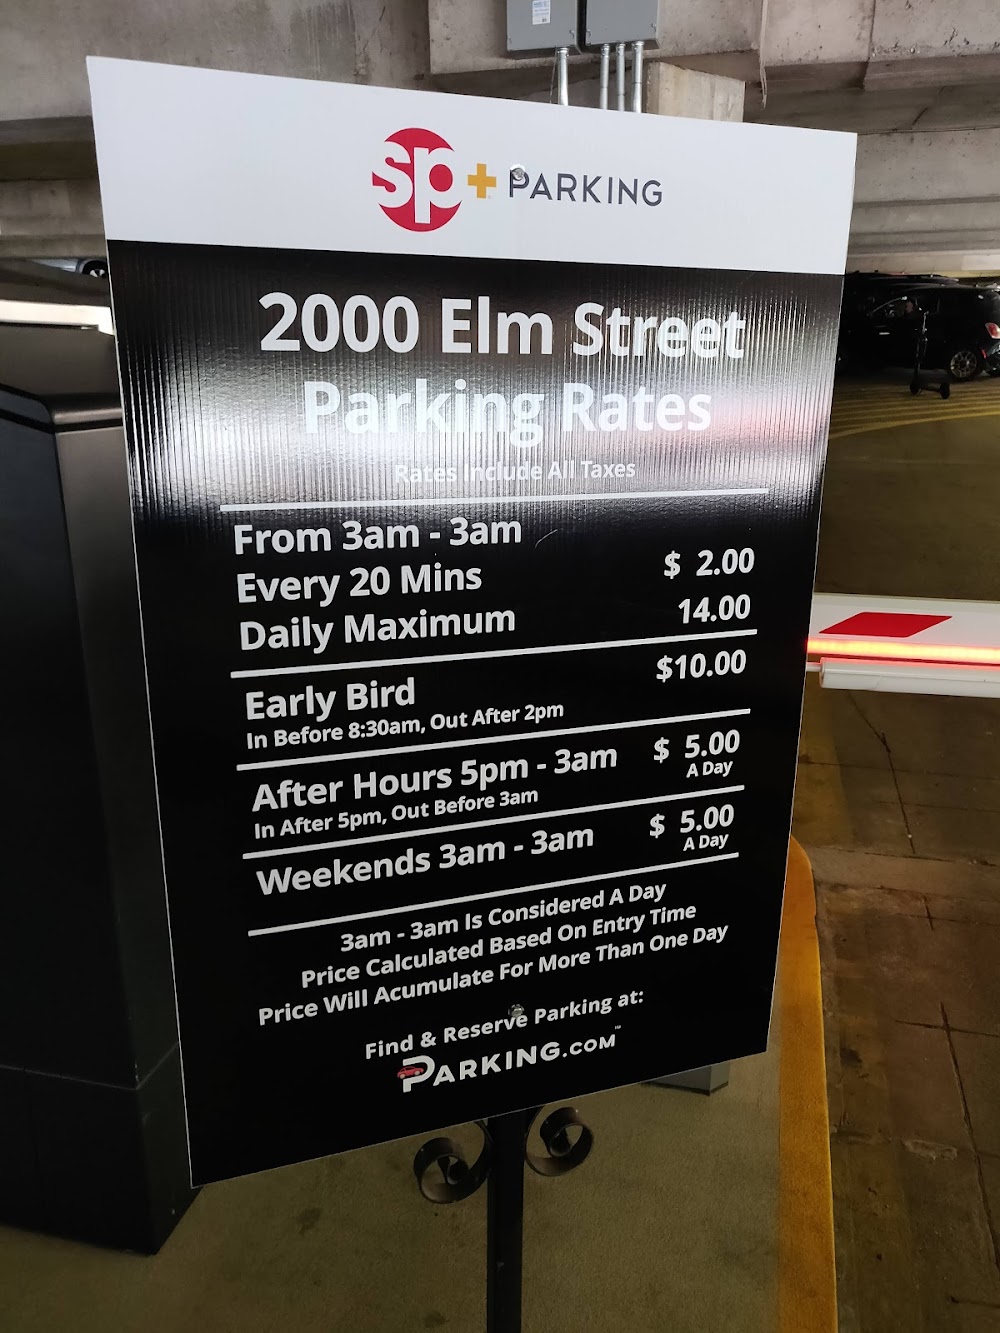 sp+ PARKING
2000 Elm Street
Parking Rates
Rates Include All Taxes
From 3am - 3am
Every 20 Mins $ 2.00
Daily Maximum 14.00
Early Bird $10.00
In Before 8:30am, Out After 2pm
After Hours 5pm - 3am $ 5.00
In After 5pm, Out Before 3am A Day
Weekends 3am - 3am $ 5.00
A Day
3am - 3am Is Considered A Day
Price Calculated Based On Entry Time
Price Will Acumulate For More Than One Day
Find & Reserve Parking at:
PARKING.COM™